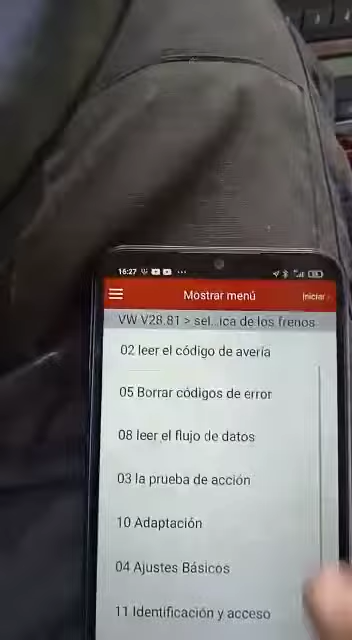 16:27
Mostrar menú
Iniciar
VW V28.81 > sel...ica de los frenos
02 leer el código de avería
05 Borrar códigos de error
08 leer el flujo de datos
03 la prueba de acción
10 Adaptación
04 Ajustes Básicos
11 Identificación y acceso